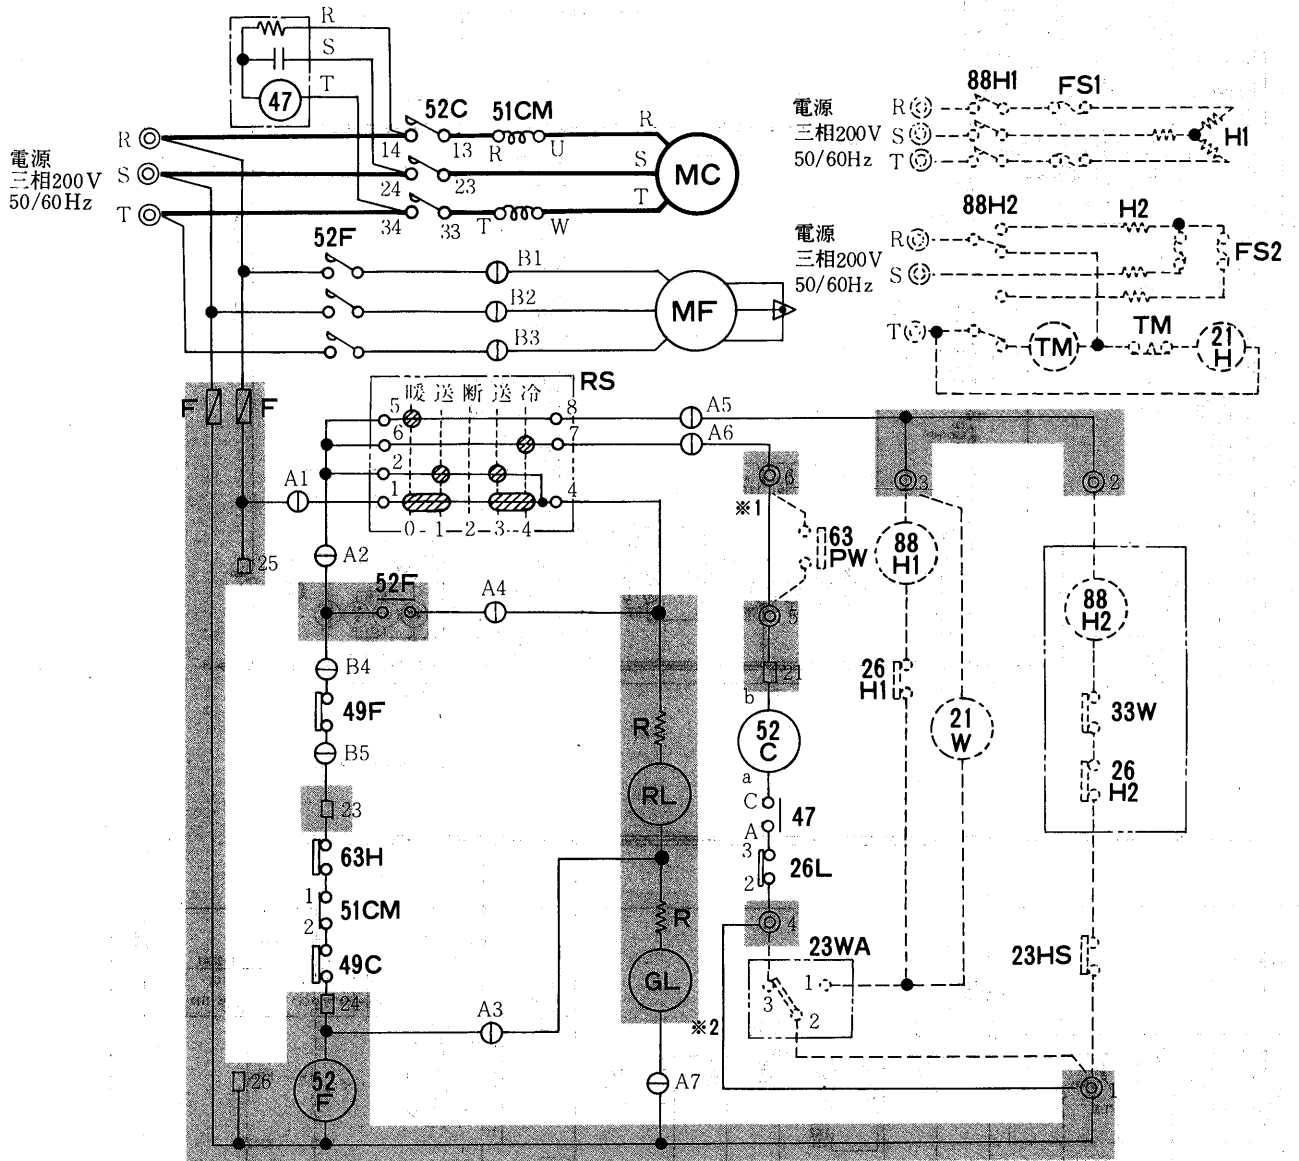 R
S
T
47
52C
51CM
電源
三相200V
50/60Hz
R
S
T
14
13
R
U
R
24
23
S
34
33
T
W
T
MC
52F
B1
B2
B3
MF
88H1
FS1
電源
三相200V
50/60Hz
R
S
T
H1
88H2
H2
電源
三相200V
50/60Hz
R
S
T
FS2
TM
TM
21
H
F
F
RS
暖 送 断 送 冷
5
8
6
7
2
1
4
0-1-2-3-4
A5
A6
A1
A2
25
52F
A4
B4
49F
B5
23
63H
1
51CM
2
49C
24
A3
26
52
F
R
RL
R
GL
※2
A7
6
※1
63
PW
5
21
b
52
C
a
C
47
A
3
26L
2
4
23WA
3
1
2
3
88
H1
26
H1
21
W
2
88
H2
33W
26
H2
23HS
1